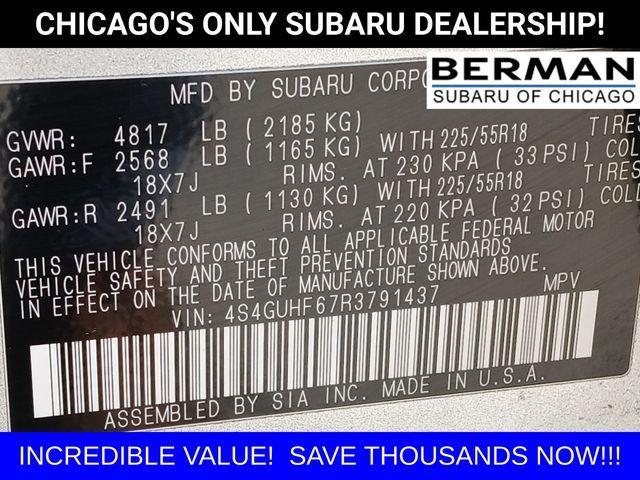 CHICAGO'S ONLY SUBARU DEALERSHIP!
BERMAN
SUBARU OF CHICAGO
MFD BY SUBARU CORPO
GVWR: 4817 LB ( 2185 KG)
GAWR:F 2568 LB ( 1165 KG) WITH 225/55R18 TIRES
18X7J RIMS. AT 230 KPA ( 33 PSI) COL
GAWR:R 2491 LB ( 1130 KG) WITH 225/55R18 TIRES
18X7J RIMS. AT 220 KPA ( 32 PSI) COL
THIS VEHICLE CONFORMS TO ALL APPLICABLE FEDERAL MOTOR
VEHICLE SAFETY AND THEFT PREVENTION STANDARDS
IN EFFECT ON THE DATE OF MANUFACTURE SHOWN ABOVE.
VIN: 4S4GUHF67R3791437 MPV
ASSEMBLED BY SIA INC. MADE IN U.S.A.
INCREDIBLE VALUE! SAVE THOUSANDS NOW!!!